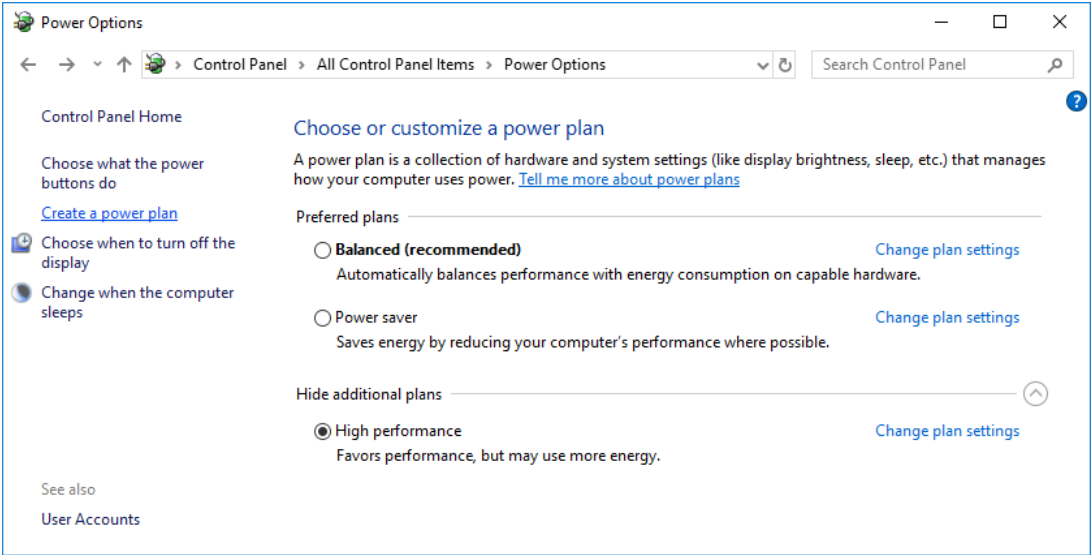 Power Options
Control Panel > All Control Panel Items > Power Options
Search Control Panel
?
Control Panel Home
Choose what the power
buttons do
Create a power plan
Choose when to turn off the
display
Change when the computer
sleeps
See also
User Accounts
Choose or customize a power plan
A power plan is a collection of hardware and system settings (like display brightness, sleep, etc.) that manages
how your computer uses power. Tell me more about power plans
Preferred plans
Balanced (recommended) Change plan settings
Automatically balances performance with energy consumption on capable hardware.
Power saver Change plan settings
Saves energy by reducing your computer's performance where possible.
Hide additional plans
High performance Change plan settings
Favors performance, but may use more energy.